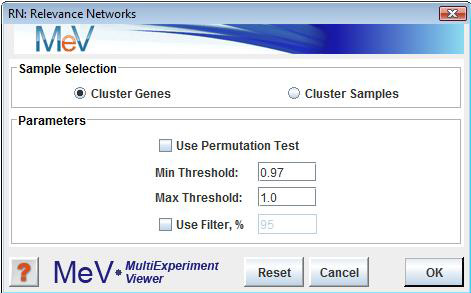 RN: Relevance Networks
MeV
Sample Selection
Cluster Genes Cluster Samples
Parameters
Use Permutation Test
Min Threshold: 0.97
Max Threshold: 1.0
Use Filter, % 95
? MeV MultiExperiment Viewer Reset Cancel OK